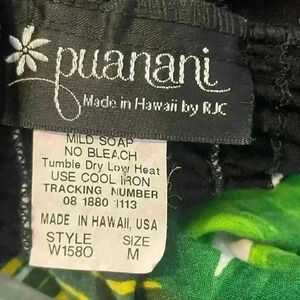 puanani
Made in Hawaii by RJC
MILD SOAP
NO BLEACH
Tumble Dry Low Heat
USE COOL IRON
TRACKING NUMBER
08 1880 1113
MADE IN HAWAII, USA
STYLE SIZE
W1580 M